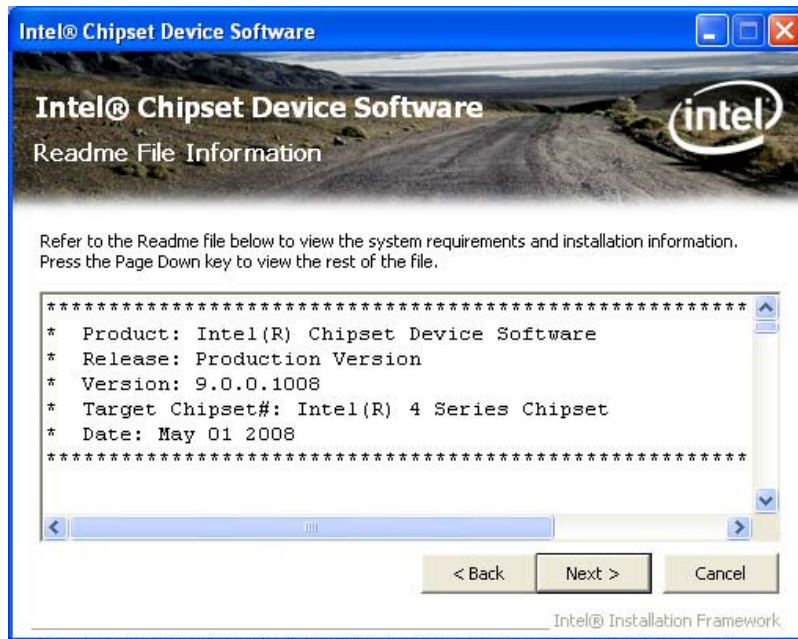 Intel® Chipset Device Software
Intel® Chipset Device Software
intel
Readme File Information
Refer to the Readme file below to view the system requirements and installation information.
Press the Page Down key to view the rest of the file.
********************************************************
* Product: Intel(R) Chipset Device Software
* Release: Production Version
* Version: 9.0.0.1008
* Target Chipset#: Intel(R) 4 Series Chipset
* Date: May 01 2008
********************************************************
< Back
Next >
Cancel
Intel® Installation Framework